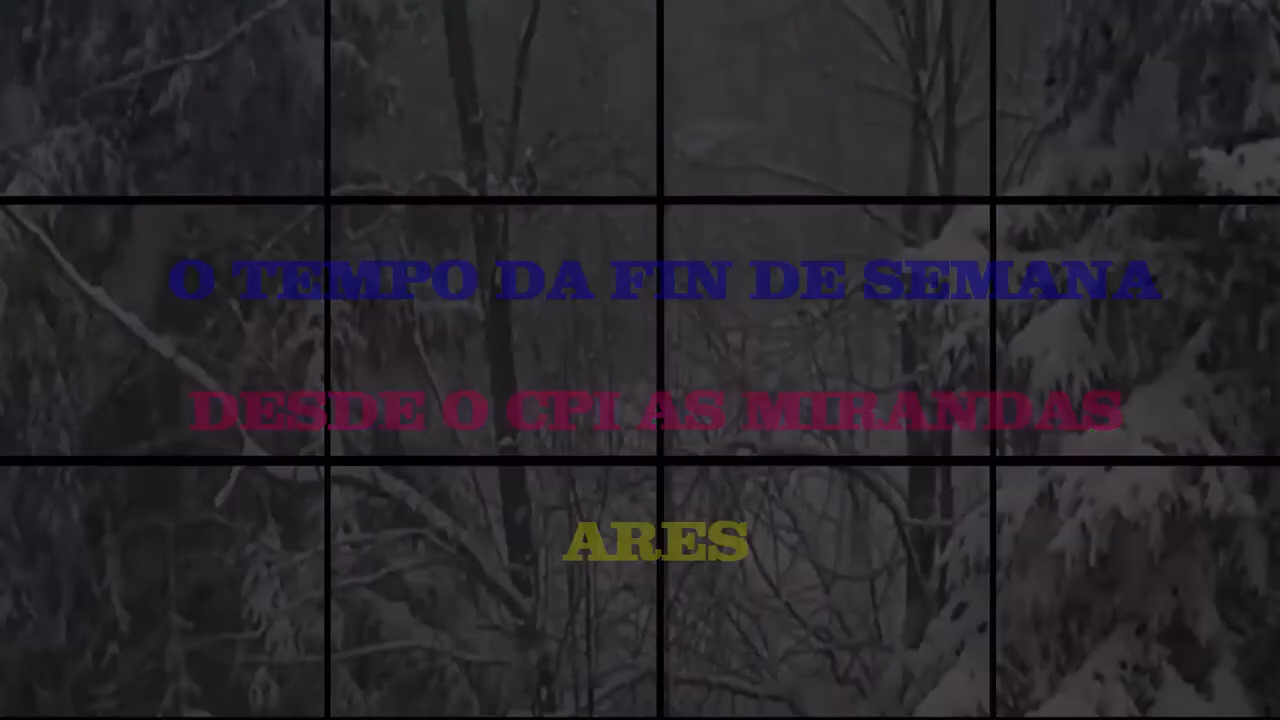 O TEMPO DA FIN DE SEMANA
DESDE O CPI AS MIRANDAS
ARES